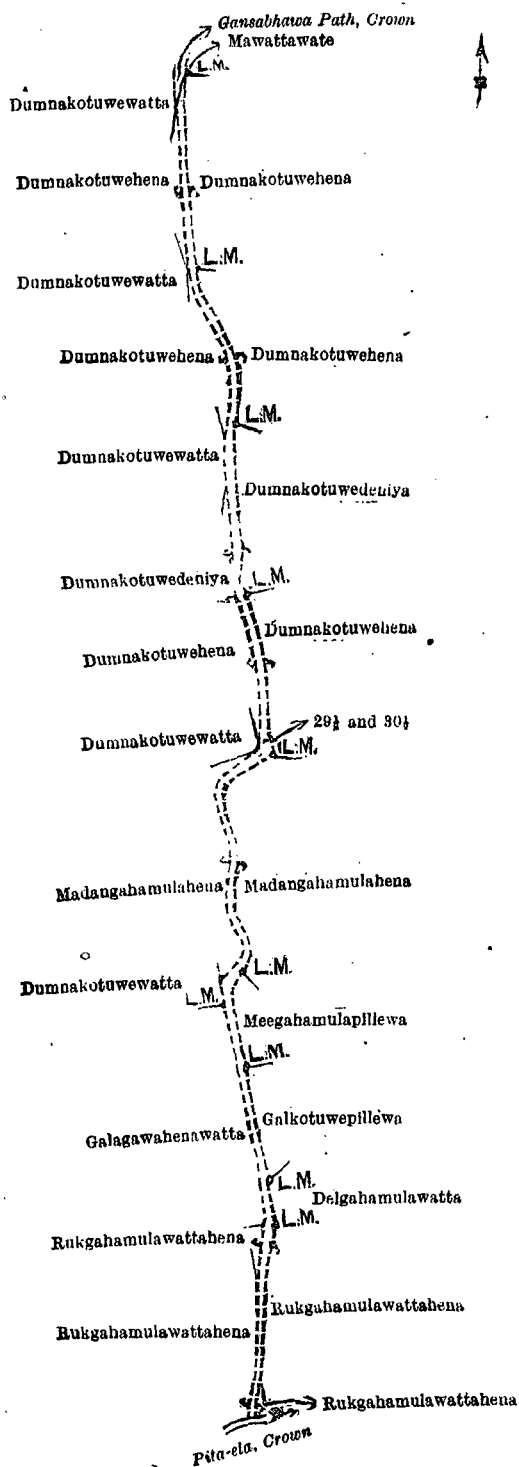 Gansabhawa Path, Crown
Mawattawate
L.M.
Dumnakotuwewatta
Dumnakotuwehena Dumnakotuwehena
L.M.
Dumnakotuwewatta
Dumnakotuwehena Dumnakotuwehena
L.M.
Dumnakotuwewatta
Dumnakotuwedeniya
Dumnakotuwedeniya L.M.
Dumnakotuwehena
Dumnakotuwehena
29½ and 30½
Dumnakotuwewatta
L.M.
Madangahamulahena Madangahamulahena
L.M.
Dumnakotuwewatta
L.M.
Meegahamulapillewa
L.M.
Galkotuwepillewa
Galagawahenawatta
L.M.
Delgahamulawatta
L.M.
Rukgahamulawattahena
Rukgahamulawattahena
Rukgahamulawattahena
Rukgahamulawattahena
Pita-ela, Crown